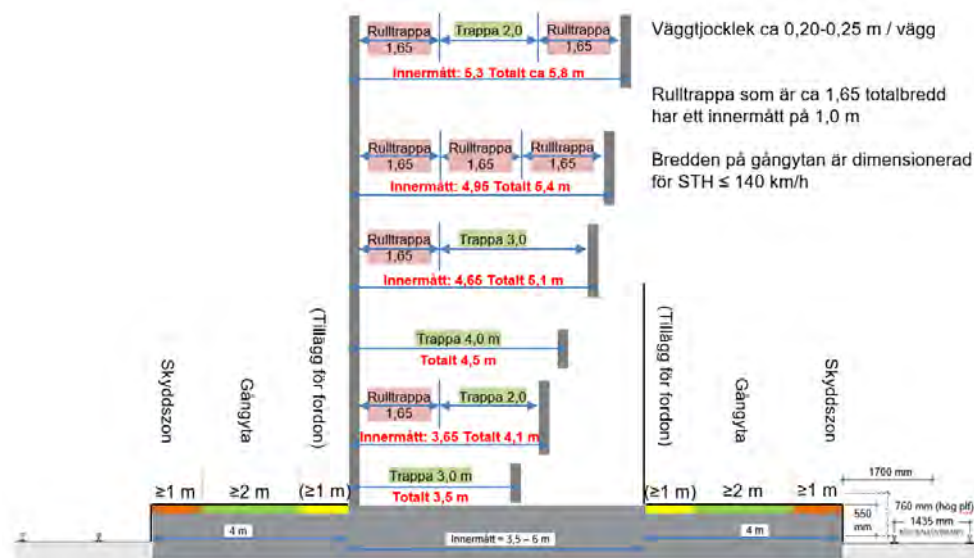 Rulltrappa
1,65
Trappa 2,0
Rulltrappa
1,65
Innermått: 5,3 Totalt ca 5,8 m
Väggtjocklek ca 0,20-0,25 m / vägg
Rulltrappa som är ca 1,65 totalbredd
har ett innermått på 1,0 m
Bredden på gångytan är dimensionerad
för STH ≤ 140 km/h
Rulltrappa
1,65
Rulltrappa
1,65
Rulltrappa
1,65
Innermått: 4,95 Totalt 5,4 m
Rulltrappa
1,65
Trappa 3,0
Innermått: 4,65 Totalt 5,1 m
Trappa 4,0 m
Totalt 4,5 m
Rulltrappa
1,65
Trappa 2,0
Innermått: 3,65 Totalt 4,1 m
Trappa 3,0 m
Totalt 3,5 m
Skyddszon
Gångyta
(Tillägg för fordon)
(Tillägg för fordon)
Gångyta
Skyddszon
≥1 m
≥2 m
(≥1 m)
(≥1 m)
≥2 m
≥1 m
4 m
Innermått = 3,5 – 6 m
4 m
1700 mm
760 mm (hög plf)
550
mm
1435 mm